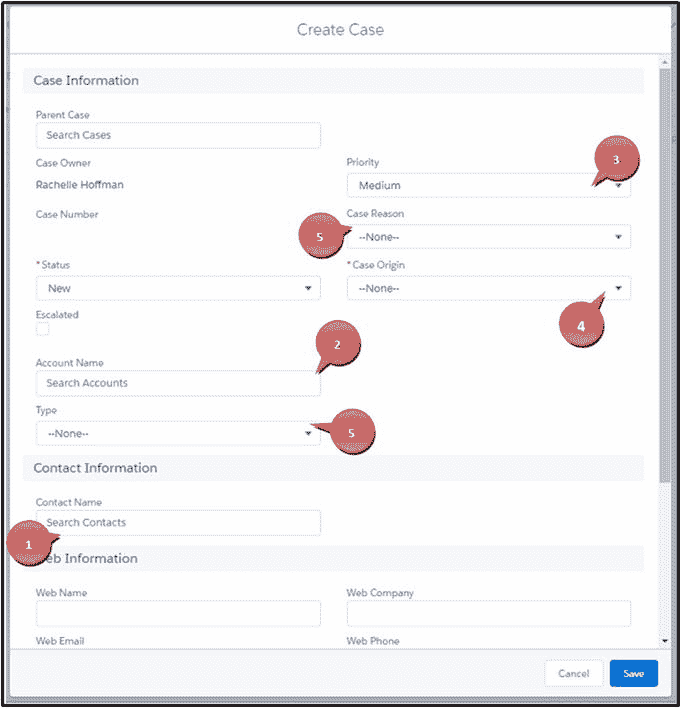 Create Case
Case Information
Parent Case
Search Cases
Case Owner
Rachelle Hoffman
Priority
Medium
3
Case Number
Case Reason
--None--
5
*Status
New
*Case Origin
--None--
4
Escalated
2
Account Name
Search Accounts
Type
--None--
5
Contact Information
Contact Name
Search Contacts
1
eb Information
Web Name
Web Company
Web Email
Web Phone
Cancel
Save